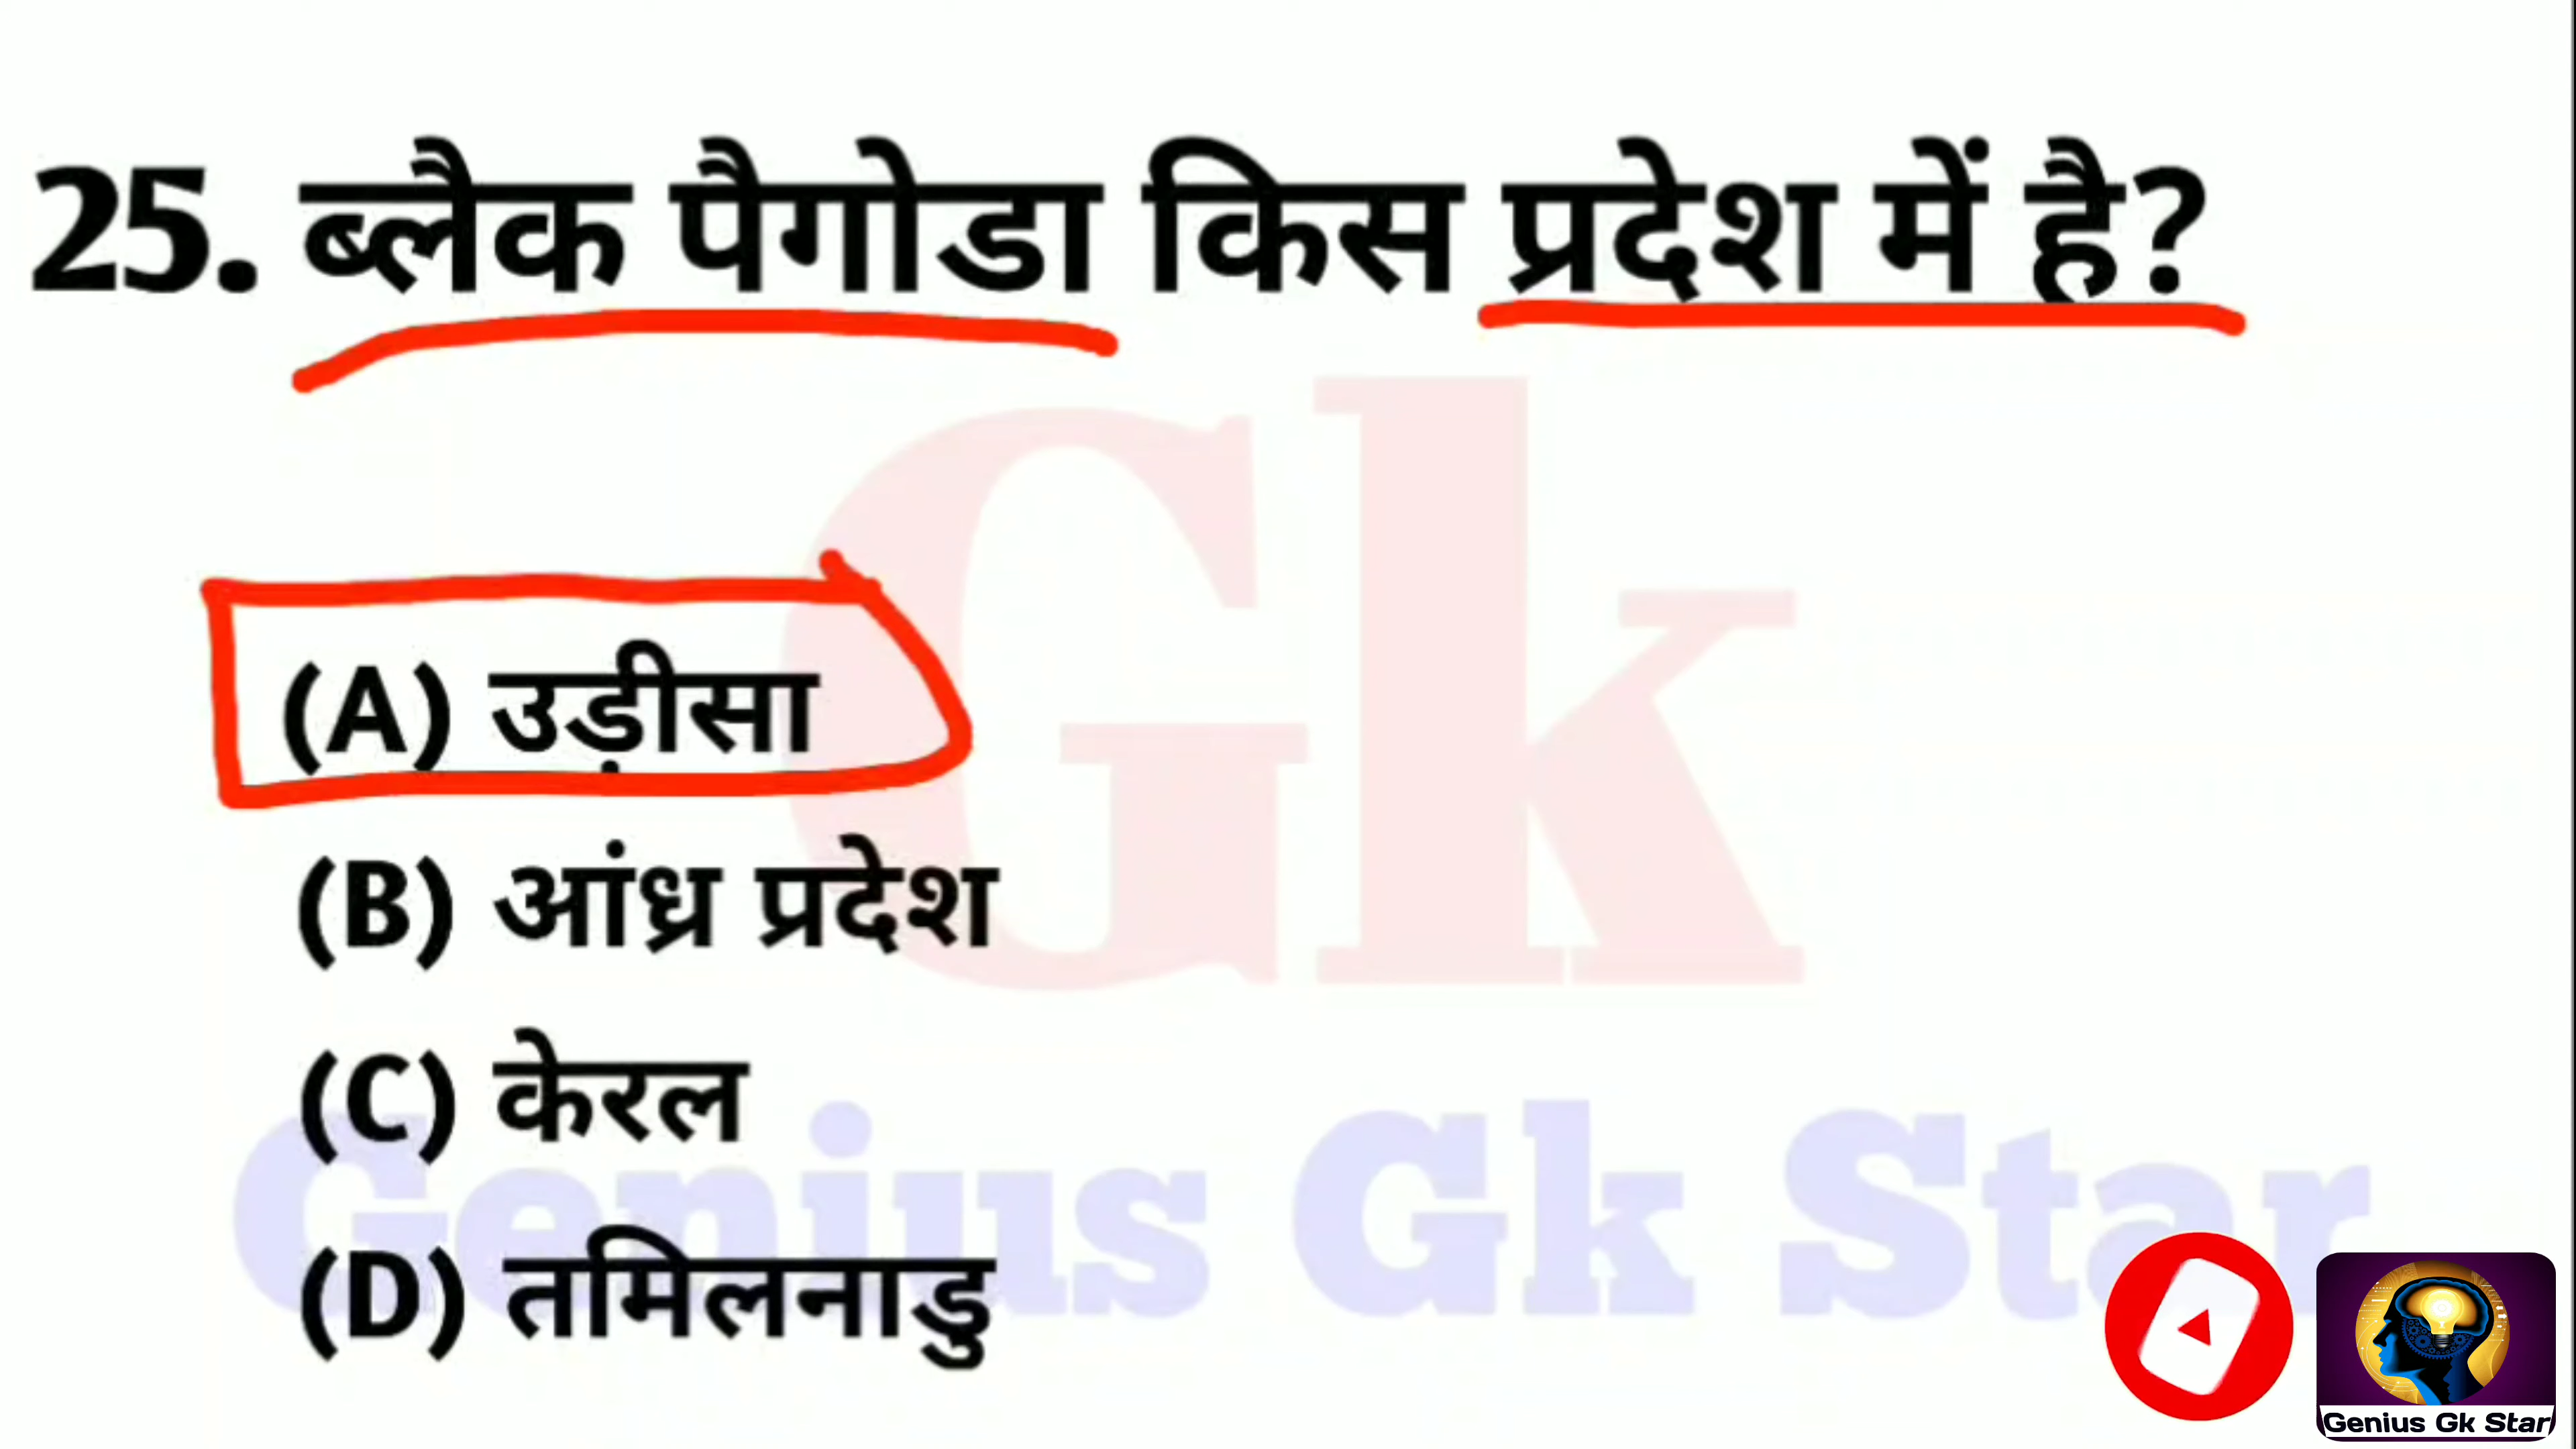 25. ब्लैक पैगोडा किस प्रदेश में है?
Gk
(A) उड़ीसा
(B) आंध्र प्रदेश
(C) केरल
(D) तमिलनाडु
Genius Gk Star
Genius Gk Star